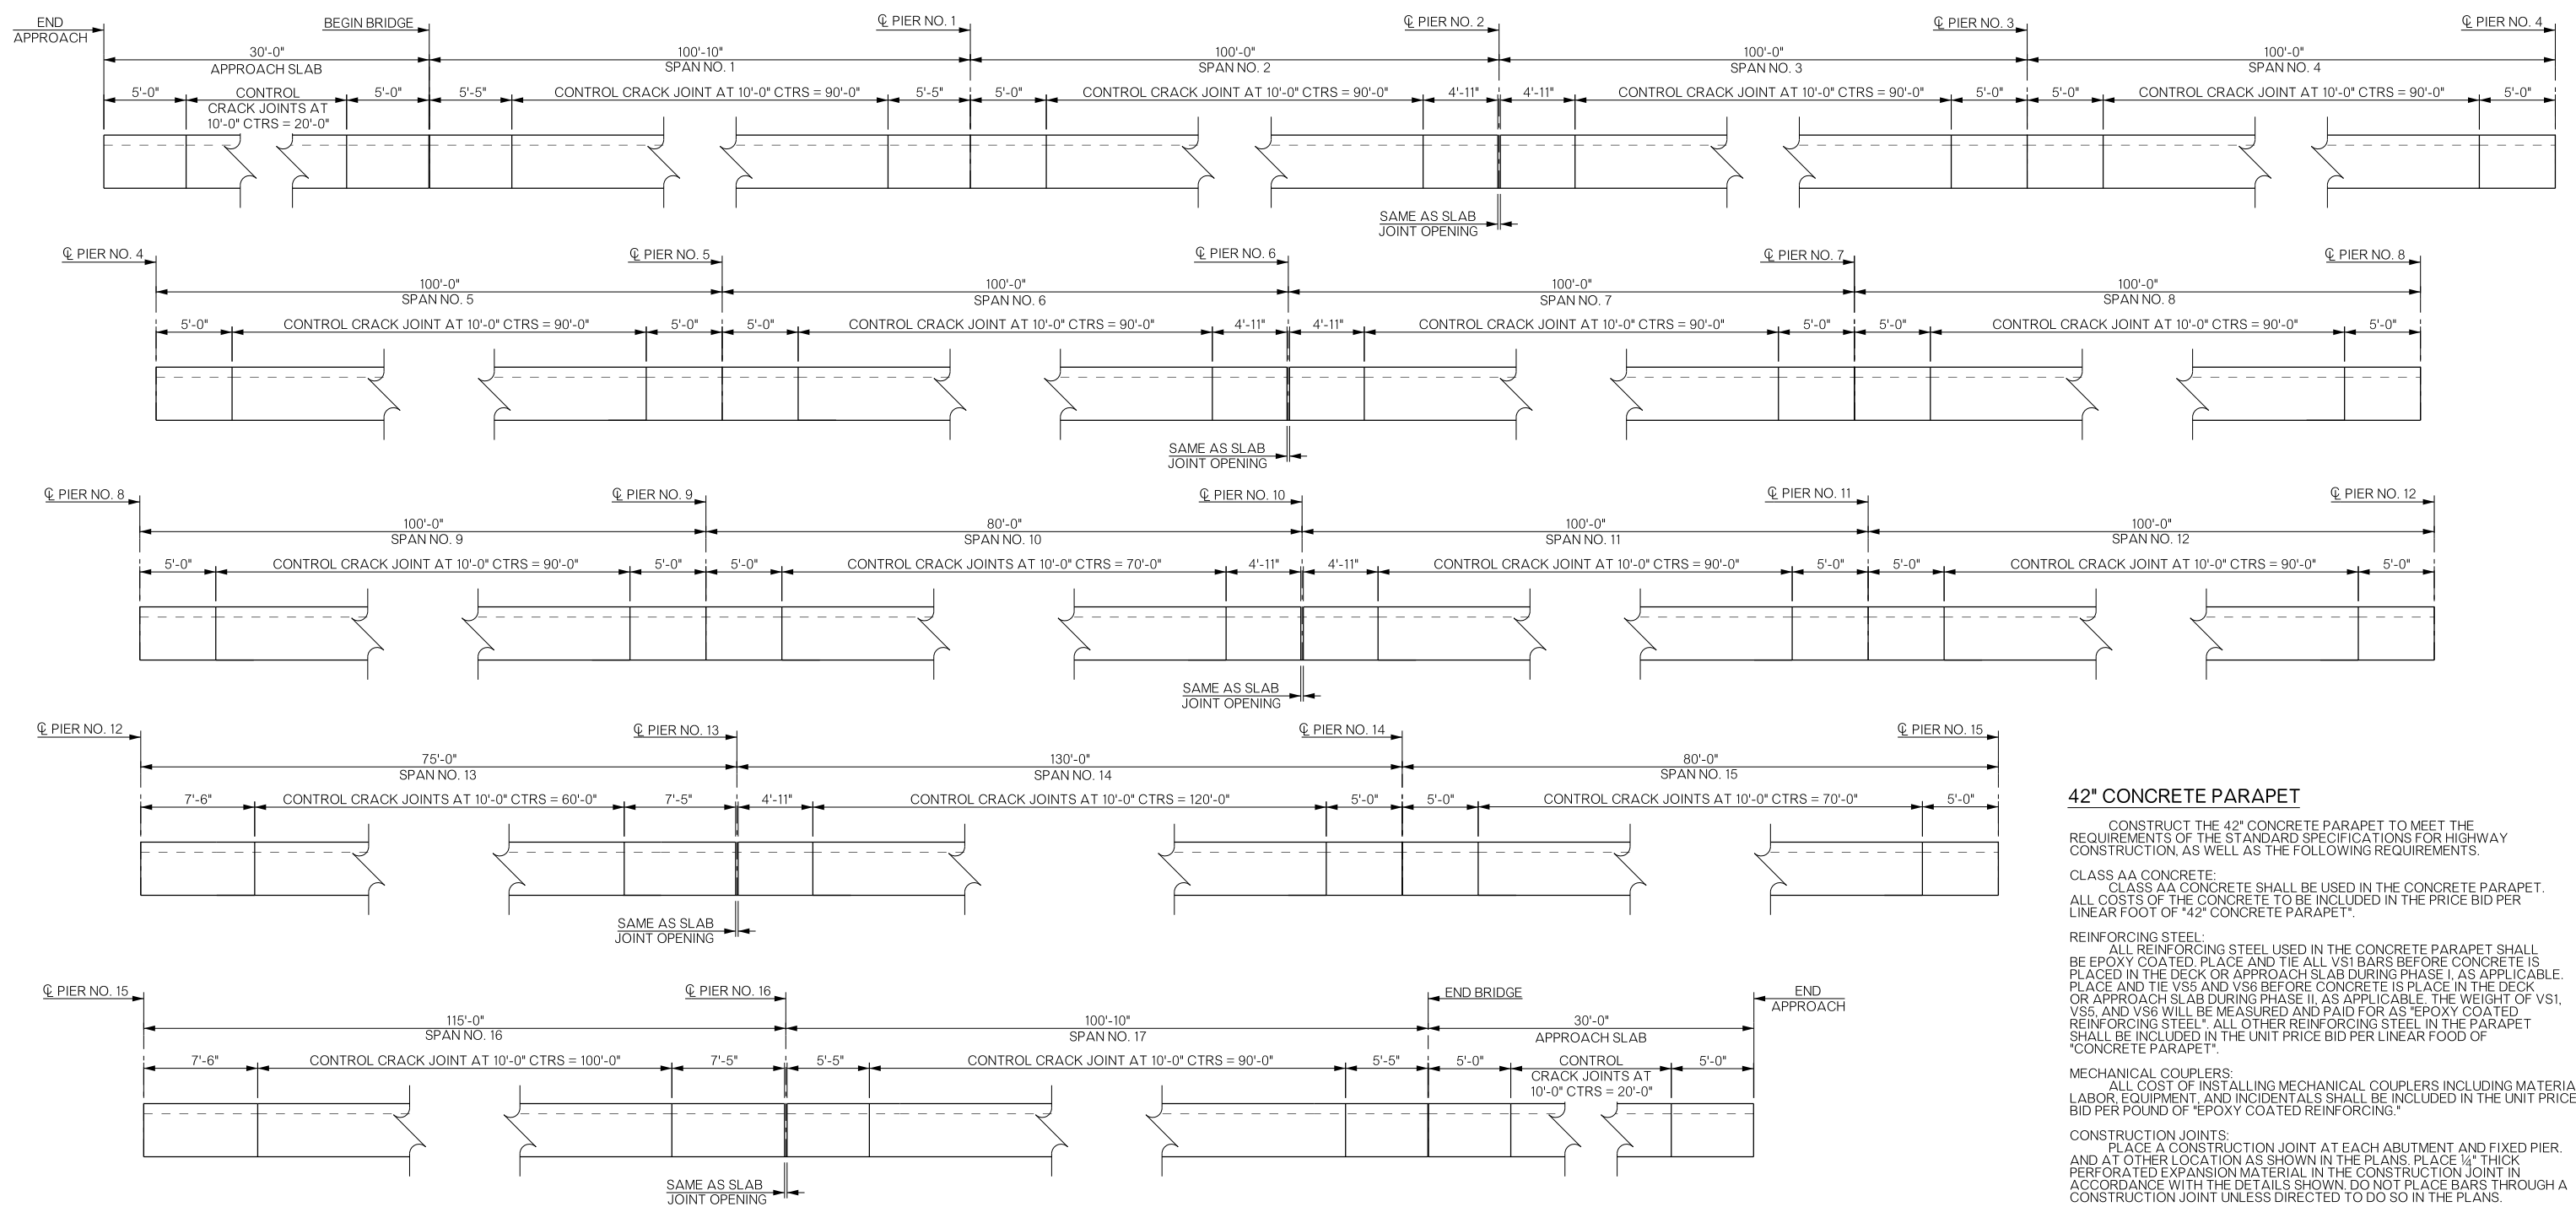 END
APPROACH
BEGIN BRIDGE
℄ PIER NO. 1
℄ PIER NO. 2
℄ PIER NO. 3
℄ PIER NO. 4
30'-0"
APPROACH SLAB
100'-10"
SPAN NO. 1
100'-0"
SPAN NO. 2
100'-0"
SPAN NO. 3
100'-0"
SPAN NO. 4
5'-0"
CONTROL
CRACK JOINTS AT
10'-0" CTRS = 20'-0"
5'-0"
5'-5"
CONTROL CRACK JOINT AT 10'-0" CTRS = 90'-0"
5'-5"
5'-0"
CONTROL CRACK JOINT AT 10'-0" CTRS = 90'-0"
4'-11"
4'-11"
CONTROL CRACK JOINT AT 10'-0" CTRS = 90'-0"
5'-0"
5'-0"
CONTROL CRACK JOINT AT 10'-0" CTRS = 90'-0"
5'-0"
SAME AS SLAB
JOINT OPENING
℄ PIER NO. 4
℄ PIER NO. 5
℄ PIER NO. 6
℄ PIER NO. 7
℄ PIER NO. 8
100'-0"
SPAN NO. 5
100'-0"
SPAN NO. 6
100'-0"
SPAN NO. 7
100'-0"
SPAN NO. 8
5'-0"
CONTROL CRACK JOINT AT 10'-0" CTRS = 90'-0"
5'-0"
5'-0"
CONTROL CRACK JOINT AT 10'-0" CTRS = 90'-0"
4'-11"
4'-11"
CONTROL CRACK JOINT AT 10'-0" CTRS = 90'-0"
5'-0"
5'-0"
CONTROL CRACK JOINT AT 10'-0" CTRS = 90'-0"
5'-0"
SAME AS SLAB
JOINT OPENING
℄ PIER NO. 8
℄ PIER NO. 9
℄ PIER NO. 10
℄ PIER NO. 11
℄ PIER NO. 12
100'-0"
SPAN NO. 9
80'-0"
SPAN NO. 10
100'-0"
SPAN NO. 11
100'-0"
SPAN NO. 12
5'-0"
CONTROL CRACK JOINT AT 10'-0" CTRS = 90'-0"
5'-0"
5'-0"
CONTROL CRACK JOINTS AT 10'-0" CTRS = 70'-0"
4'-11"
4'-11"
CONTROL CRACK JOINT AT 10'-0" CTRS = 90'-0"
5'-0"
5'-0"
CONTROL CRACK JOINT AT 10'-0" CTRS = 90'-0"
5'-0"
SAME AS SLAB
JOINT OPENING
℄ PIER NO. 12
℄ PIER NO. 13
℄ PIER NO. 14
℄ PIER NO. 15
75'-0"
SPAN NO. 13
130'-0"
SPAN NO. 14
80'-0"
SPAN NO. 15
7'-6"
CONTROL CRACK JOINTS AT 10'-0" CTRS = 60'-0"
7'-5"
4'-11"
CONTROL CRACK JOINTS AT 10'-0" CTRS = 120'-0"
5'-0"
5'-0"
CONTROL CRACK JOINTS AT 10'-0" CTRS = 70'-0"
5'-0"
SAME AS SLAB
JOINT OPENING
℄ PIER NO. 15
℄ PIER NO. 16
END BRIDGE
END
APPROACH
115'-0"
SPAN NO. 16
100'-10"
SPAN NO. 17
30'-0"
APPROACH SLAB
7'-6"
CONTROL CRACK JOINT AT 10'-0" CTRS = 100'-0"
7'-5"
5'-5"
CONTROL CRACK JOINT AT 10'-0" CTRS = 90'-0"
5'-5"
5'-0"
CONTROL
CRACK JOINTS AT
10'-0" CTRS = 20'-0"
5'-0"
SAME AS SLAB
JOINT OPENING
42" CONCRETE PARAPET
CONSTRUCT THE 42" CONCRETE PARAPET TO MEET THE
REQUIREMENTS OF THE STANDARD SPECIFICATIONS FOR HIGHWAY
CONSTRUCTION, AS WELL AS THE FOLLOWING REQUIREMENTS.
CLASS AA CONCRETE:
CLASS AA CONCRETE SHALL BE USED IN THE CONCRETE PARAPET.
ALL COSTS OF THE CONCRETE TO BE INCLUDED IN THE PRICE BID PER
LINEAR FOOT OF "42" CONCRETE PARAPET".
REINFORCING STEEL:
ALL REINFORCING STEEL USED IN THE CONCRETE PARAPET SHALL
BE EPOXY COATED. PLACE AND TIE ALL VS1 BARS BEFORE CONCRETE IS
PLACED IN THE DECK OR APPROACH SLAB DURING PHASE I, AS APPLICABLE.
PLACE AND TIE VS5 AND VS6 BEFORE CONCRETE IS PLACE IN THE DECK
OR APPROACH SLAB DURING PHASE II, AS APPLICABLE. THE WEIGHT OF VS1,
VS5, AND VS6 WILL BE MEASURED AND PAID FOR AS "EPOXY COATED
REINFORCING STEEL". ALL OTHER REINFORCING STEEL IN THE PARAPET
SHALL BE INCLUDED IN THE UNIT PRICE BID PER LINEAR FOOD OF
"CONCRETE PARAPET".
MECHANICAL COUPLERS:
ALL COST OF INSTALLING MECHANICAL COUPLERS INCLUDING MATERIA
LABOR, EQUIPMENT, AND INCIDENTALS SHALL BE INCLUDED IN THE UNIT PRICE
BID PER POUND OF "EPOXY COATED REINFORCING."
CONSTRUCTION JOINTS:
PLACE A CONSTRUCTION JOINT AT EACH ABUTMENT AND FIXED PIER.
AND AT OTHER LOCATION AS SHOWN IN THE PLANS. PLACE ¼" THICK
PERFORATED EXPANSION MATERIAL IN THE CONSTRUCTION JOINT IN
ACCORDANCE WITH THE DETAILS SHOWN. DO NOT PLACE BARS THROUGH A
CONSTRUCTION JOINT UNLESS DIRECTED TO DO SO IN THE PLANS.